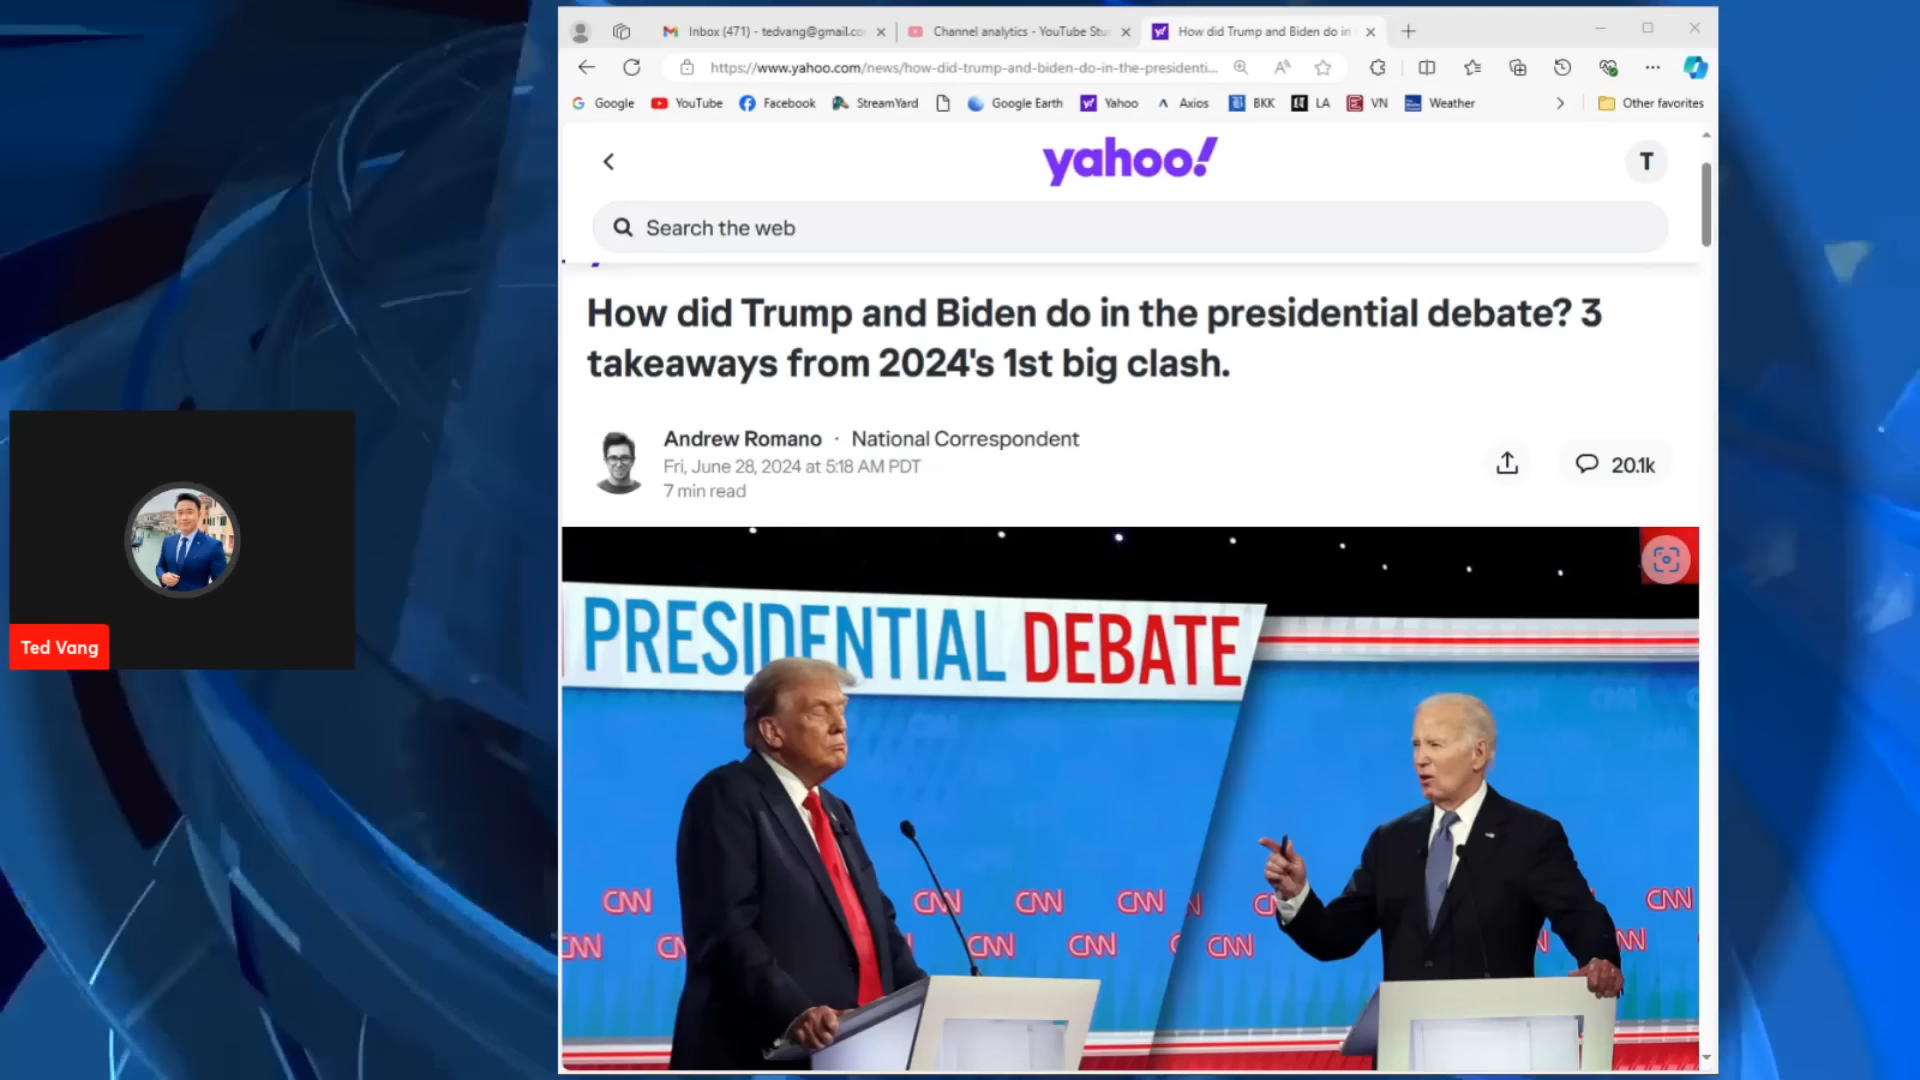 Inbox (471) - tedvang@gmail.co
Channel analytics - YouTube Stu
How did Trump and Biden do in
https://www.yahoo.com/news/how-did-trump-and-biden-do-in-the-presidenti...
Google
YouTube
Facebook
StreamYard
Google Earth
Yahoo
Axios
BKK
LA
VN
Weather
Other favorites
yahoo!
T
Search the web
How did Trump and Biden do in the presidential debate? 3
takeaways from 2024's 1st big clash.
Andrew Romano · National Correspondent
Fri, June 28, 2024 at 5:18 AM PDT
7 min read
20.1k
Ted Vang
PRESIDENTIAL DEBATE
CNN CNN CNN CNN CNN
CNN CNN CNN CNN